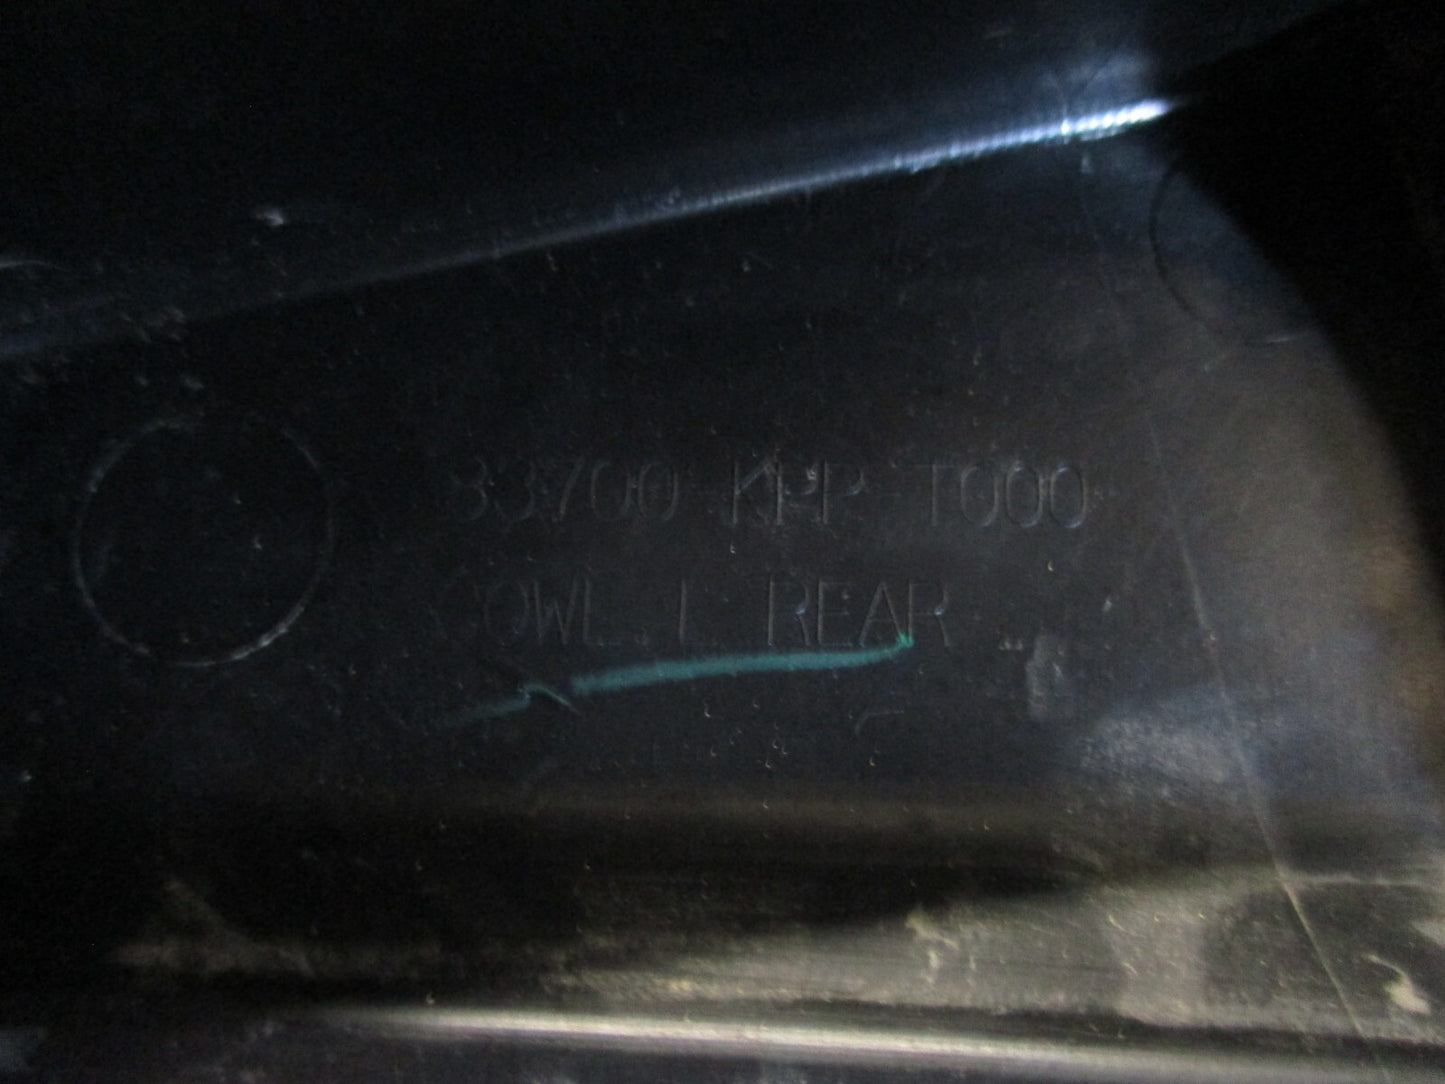 83700 KPP T000
COWL. L. REAR